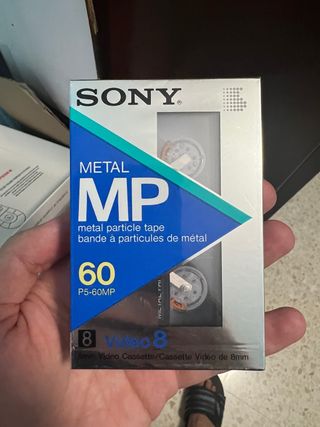 SONY®
METAL
MP
metal particle tape
bande à particules de métal
60
P5-60MP
8 Video 8
8mm Video Cassette/Cassette Vidéo de 8mm